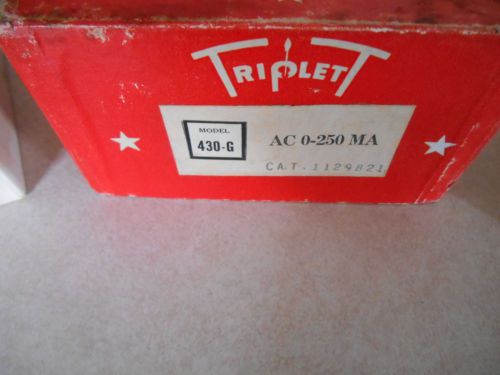 TRIPLETT
MODEL
430-G
AC 0-250 MA
CAT. 1129821